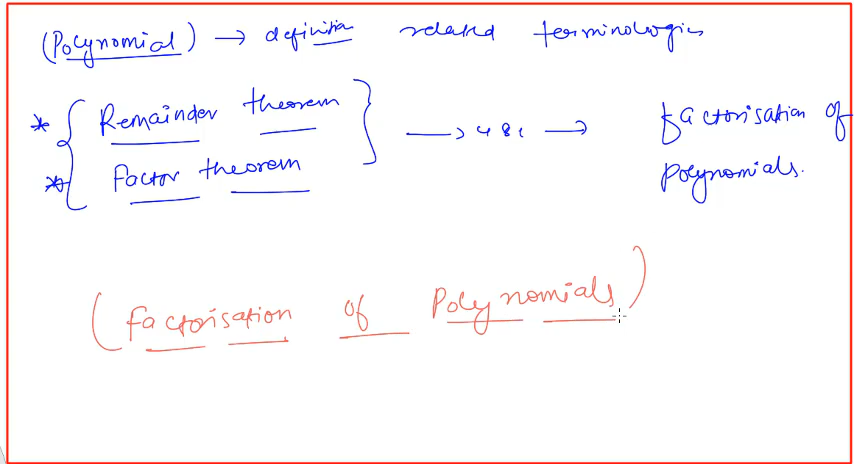 (Polynomial) → definition related terminologies
* { Remainder theorem } → use → factorisation of
* { Factor theorem } polynomials.
(Factorisation of Polynomials)